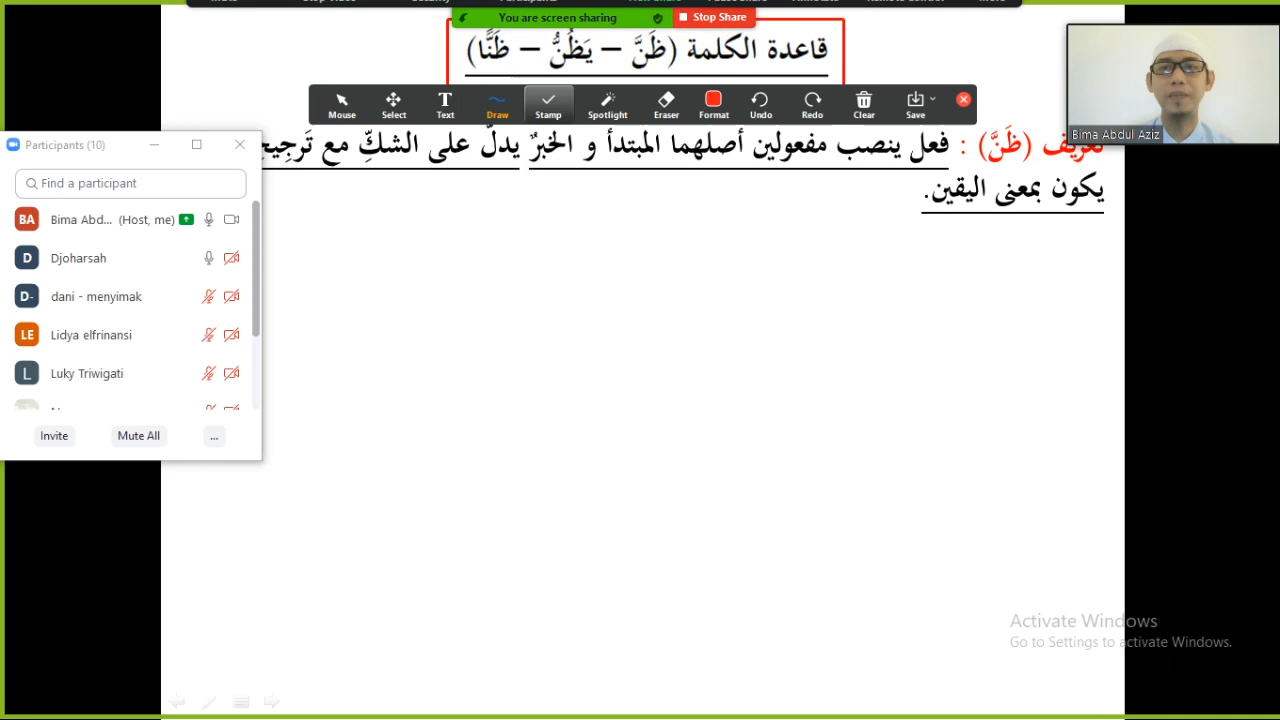 You are screen sharing Stop Share
قاعدة الكلمة (ظَنَّ – يَظُنُّ – ظَنًّا)
Mouse Select Text Draw Stamp Spotlight Eraser Format Undo Redo Clear Save
Bima Abdul Aziz
تعريف (ظَنَّ) : فعل ينصب مفعولين أصلهما المبتدأ و الخبرٌ يدلّ على الشكِّ مع
يكون بمعنى اليقين.
Participants (10)
Find a participant
BA Bima Abd... (Host, me)
D Djoharsah
D- dani - menyimak
LE Lidya elfrinansi
L Luky Triwigati
Invite Mute All ...
Activate Windows
Go to Settings to activate Windows.